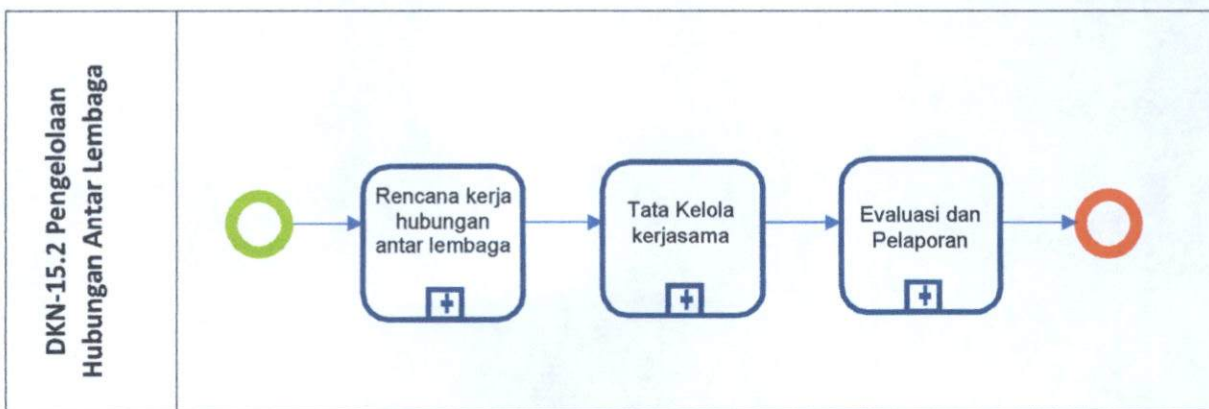 DKN-15.2 Pengelolaan
Hubungan Antar Lembaga
Rencana kerja
hubungan
antar lembaga
Tata Kelola
kerjasama
Evaluasi dan
Pelaporan